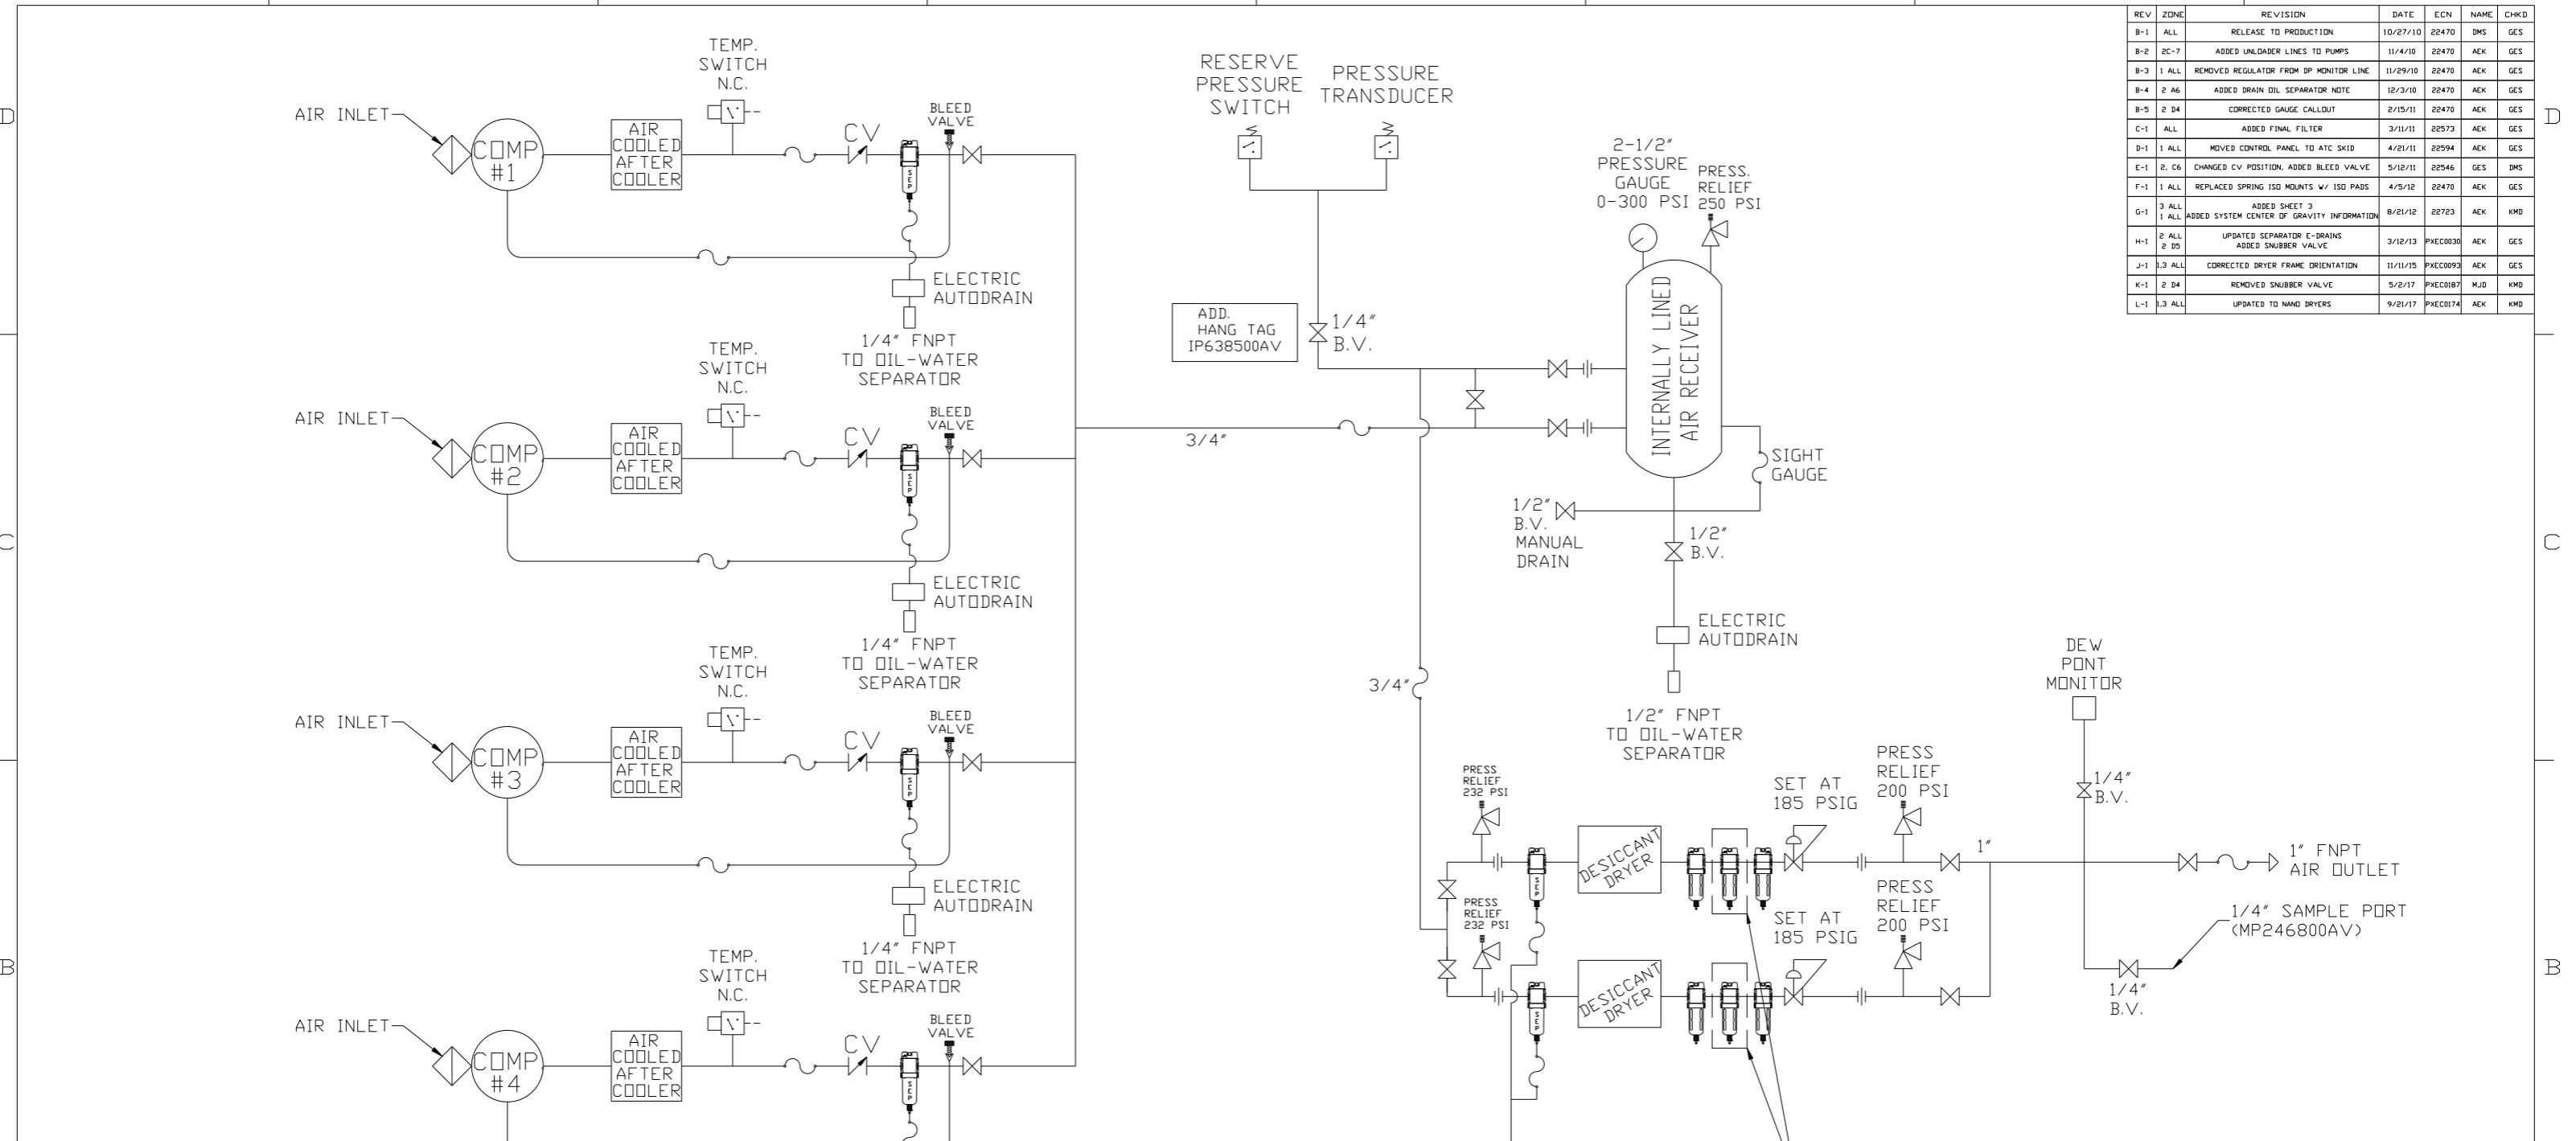 REV ZONE REVISION DATE ECN NAME CHKD
B-1 ALL RELEASE TO PRODUCTION 10/27/10 22470 DMS GES
B-2 2C-7 ADDED UNLOADER LINES TO PUMPS 11/4/10 22470 AEK GES
B-3 1 ALL REMOVED REGULATOR FROM DP MONITOR LINE 11/29/10 22470 AEK GES
B-4 2 A6 ADDED DRAIN OIL SEPARATOR NOTE 12/3/10 22470 AEK GES
B-5 2 D4 CORRECTED GAUGE CALLOUT 2/15/11 22470 AEK GES
C-1 ALL ADDED FINAL FILTER 3/11/11 22573 AEK GES
D-1 1 ALL MOVED CONTROL PANEL TO ATC SKID 4/21/11 22594 AEK GES
E-1 2, C6 CHANGED CV POSITION, ADDED BLEED VALVE 5/12/11 22546 GES DMS
F-1 1 ALL REPLACED SPRING ISO MOUNTS W/ ISO PADS 4/5/12 22470 AEK GES
G-1 3 ALL ADDED SHEET 3 8/21/12 22723 AEK KMD
1 ALL ADDED SYSTEM CENTER OF GRAVITY INFORMATION
H-1 2 ALL UPDATED SEPARATOR E-DRAINS 3/12/13 PXEC0030 AEK GES
2 D5 ADDED SNUBBER VALVE
J-1 1,3 ALL CORRECTED DRYER FRAME ORIENTATION 11/11/15 PXEC0093 AEK GES
K-1 2 D4 REMOVED SNUBBER VALVE 5/2/17 PXEC0187 MJD KMD
L-1 1,3 ALL UPDATED TO NANO DRYERS 9/21/17 PXEC0174 AEK KMD
D
D
C
C
B
B
AIR INLET
COMP
#1
AIR
COOLED
AFTER
COOLER
TEMP.
SWITCH
N.C.
CV
SEP
BLEED
VALVE
ELECTRIC
AUTODRAIN
1/4" FNPT
TO OIL-WATER
SEPARATOR
AIR INLET
COMP
#2
AIR
COOLED
AFTER
COOLER
TEMP.
SWITCH
N.C.
CV
SEP
BLEED
VALVE
ELECTRIC
AUTODRAIN
1/4" FNPT
TO OIL-WATER
SEPARATOR
AIR INLET
COMP
#3
AIR
COOLED
AFTER
COOLER
TEMP.
SWITCH
N.C.
CV
SEP
BLEED
VALVE
ELECTRIC
AUTODRAIN
1/4" FNPT
TO OIL-WATER
SEPARATOR
AIR INLET
COMP
#4
AIR
COOLED
AFTER
COOLER
TEMP.
SWITCH
N.C.
CV
SEP
BLEED
VALVE
RESERVE
PRESSURE
SWITCH
PRESSURE
TRANSDUCER
ADD.
HANG TAG
IP638500AV
1/4"
B.V.
3/4"
2-1/2"
PRESSURE
GAUGE
0-300 PSI
PRESS.
RELIEF
250 PSI
INTERNALLY LINED
AIR RECEIVER
SIGHT
GAUGE
1/2"
B.V.
MANUAL
DRAIN
1/2"
B.V.
ELECTRIC
AUTODRAIN
1/2" FNPT
TO OIL-WATER
SEPARATOR
3/4"
PRESS
RELIEF
232 PSI
SEP
DESICCANT
DRYER
SET AT
185 PSIG
PRESS
RELIEF
200 PSI
PRESS
RELIEF
232 PSI
SEP
DESICCANT
DRYER
SET AT
185 PSIG
PRESS
RELIEF
200 PSI
1"
DEW
PONT
MONITOR
1/4"
B.V.
1" FNPT
AIR OUTLET
1/4" SAMPLE PORT
(MP246800AV)
1/4"
B.V.